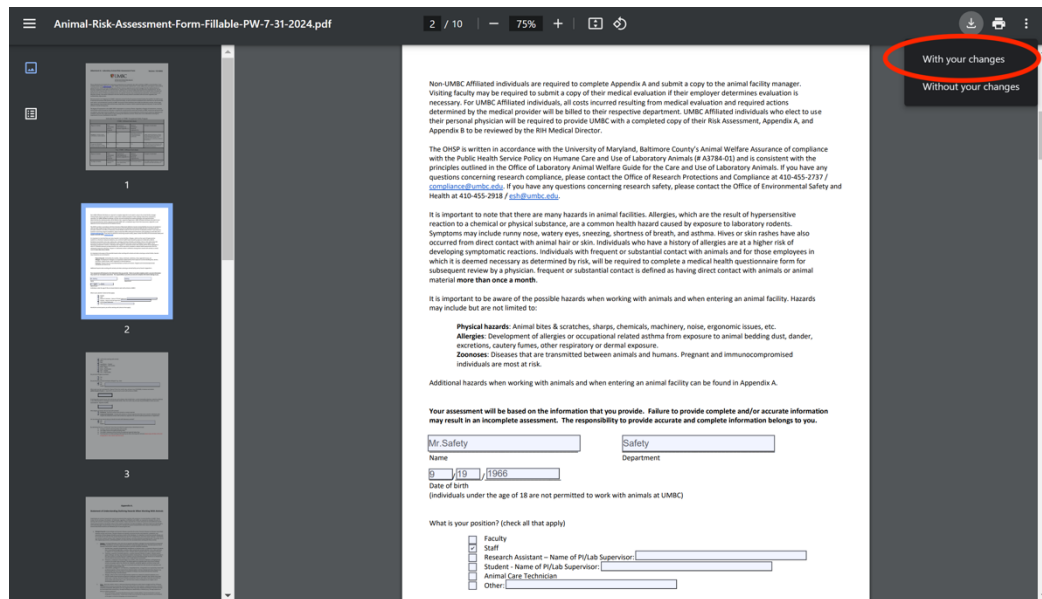 Animal-Risk-Assessment-Form-Fillable-PW-7-31-2024.pdf
2 / 10
75%
With your changes
Without your changes
UMBC
1
2
3
Non-UMBC Affiliated individuals are required to complete Appendix A and submit a copy to the animal facility manager.
Visiting faculty may be required to submit a copy of their medical evaluation if their employer determines evaluation is
necessary. For UMBC Affiliated individuals, all costs incurred resulting from medical evaluation and required actions
determined by the medical provider will be billed to their respective department. UMBC Affiliated individuals who elect to use
their personal physician will be required to provide UMBC with a completed copy of their Risk Assessment, Appendix A, and
Appendix B to be reviewed by the RIH Medical Director.
The OHSP is written in accordance with the University of Maryland, Baltimore County's Animal Welfare Assurance of compliance
with the Public Health Service Policy on Humane Care and Use of Laboratory Animals (# A3784-01) and is consistent with the
principles outlined in the Office of Laboratory Animal Welfare Guide for the Care and Use of Laboratory Animals. If you have any
questions concerning research compliance, please contact the Office of Research Protections and Compliance at 410-455-2737 /
compliance@umbc.edu. If you have any questions concerning research safety, please contact the Office of Environmental Safety and
Health at 410-455-2918 / esh@umbc.edu.
It is important to note that there are many hazards in animal facilities. Allergies, which are the result of hypersensitive
reaction to a chemical or physical substance, are a common health hazard caused by exposure to laboratory rodents.
Symptoms may include runny nose, watery eyes, sneezing, shortness of breath, and asthma. Hives or skin rashes have also
occurred from direct contact with animal hair or skin. Individuals who have a history of allergies are at a higher risk of
developing symptomatic reactions. Individuals with frequent or substantial contact with animals and for those employees in
which it is deemed necessary as determined by risk, will be required to complete a medical health questionnaire form for
subsequent review by a physician. frequent or substantial contact is defined as having direct contact with animals or animal
material more than once a month.
It is important to be aware of the possible hazards when working with animals and when entering an animal facility. Hazards
may include but are not limited to:
Physical hazards: Animal bites & scratches, sharps, chemicals, machinery, noise, ergonomic issues, etc.
Allergies: Development of allergies or occupational related asthma from exposure to animal bedding dust, dander,
excretions, cautery fumes, other respiratory or dermal exposure.
Zoonoses: Diseases that are transmitted between animals and humans. Pregnant and immunocompromised
individuals are most at risk.
Additional hazards when working with animals and when entering an animal facility can be found in Appendix A.
Your assessment will be based on the information that you provide. Failure to provide complete and/or accurate information
may result in an incomplete assessment. The responsibility to provide accurate and complete information belongs to you.
Mr.Safety Safety
Name Department
9 / 19 / 1966
Date of birth
(individuals under the age of 18 are not permitted to work with animals at UMBC)
What is your position? (check all that apply)
Faculty
Staff
Research Assistant – Name of PI/Lab Supervisor:
Student - Name of PI/Lab Supervisor:
Animal Care Technician
Other: